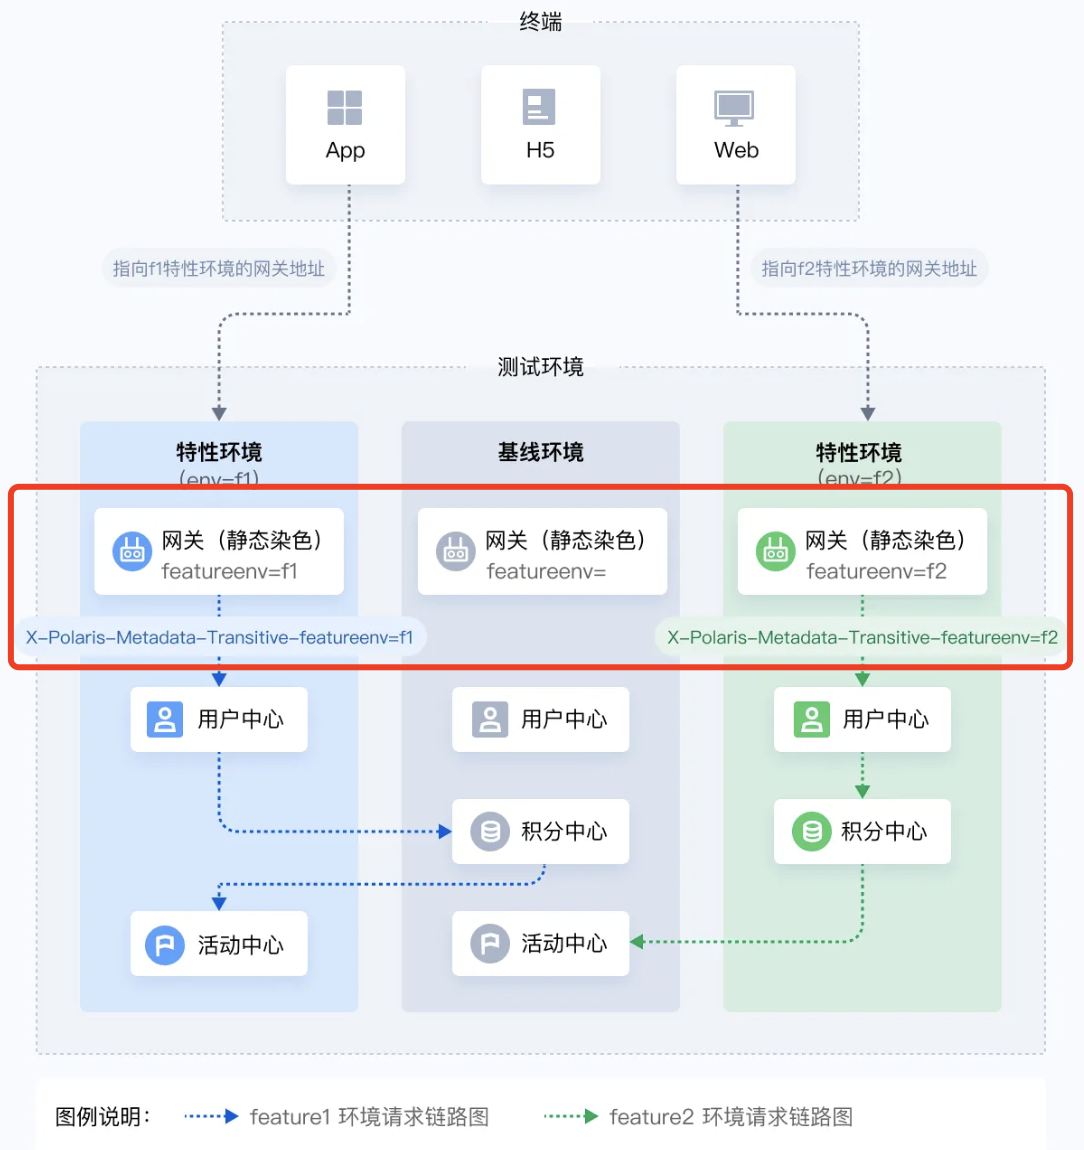 终端
App
H5
Web
指向f1特性环境的网关地址
指向f2特性环境的网关地址
测试环境
特性环境
(env=f1)
基线环境
特性环境
(env=f2)
网关（静态染色）
featureenv=f1
网关（静态染色）
featureenv=
网关（静态染色）
featureenv=f2
X-Polaris-Metadata-Transitive-featureenv=f1
X-Polaris-Metadata-Transitive-featureenv=f2
用户中心
用户中心
用户中心
积分中心
积分中心
活动中心
活动中心
图例说明：
feature1 环境请求链路图
feature2 环境请求链路图